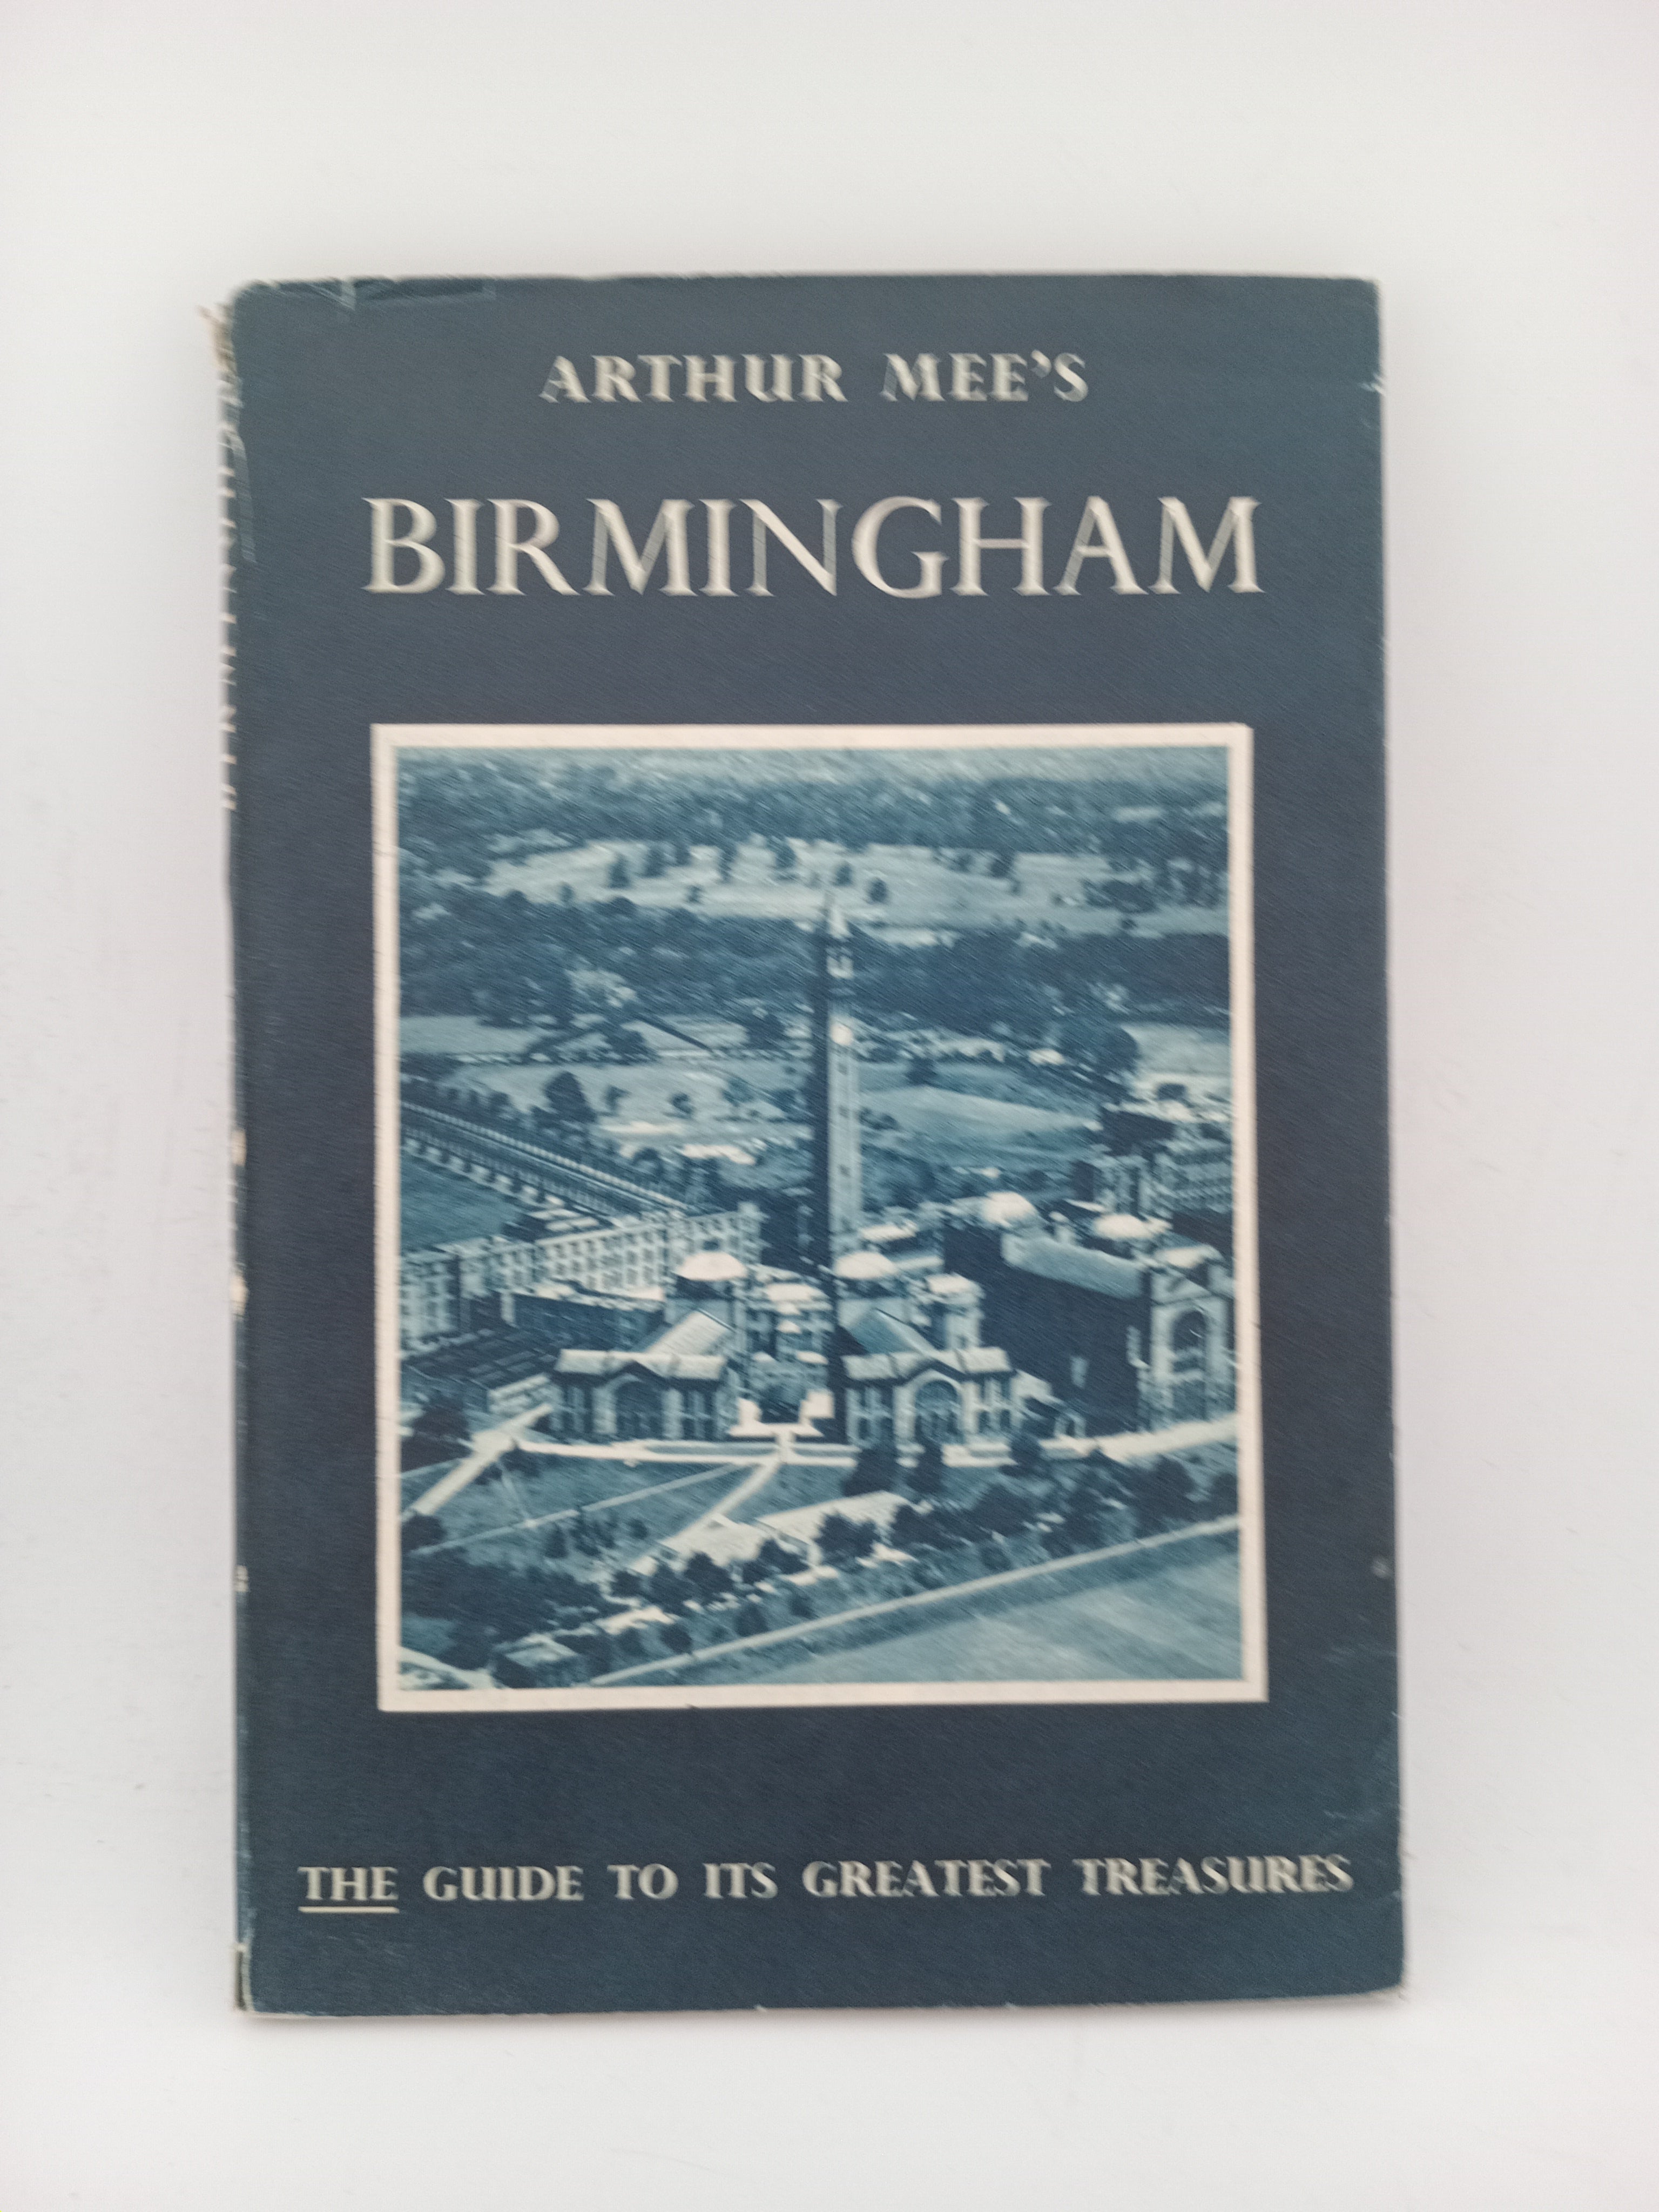 ARTHUR MEE'S
BIRMINGHAM
THE GUIDE TO ITS GREATEST TREASURES